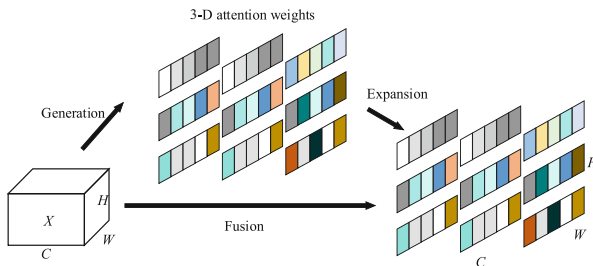 3-D attention weights
Generation
Expansion
X
H
W
C
Fusion
H
W
C